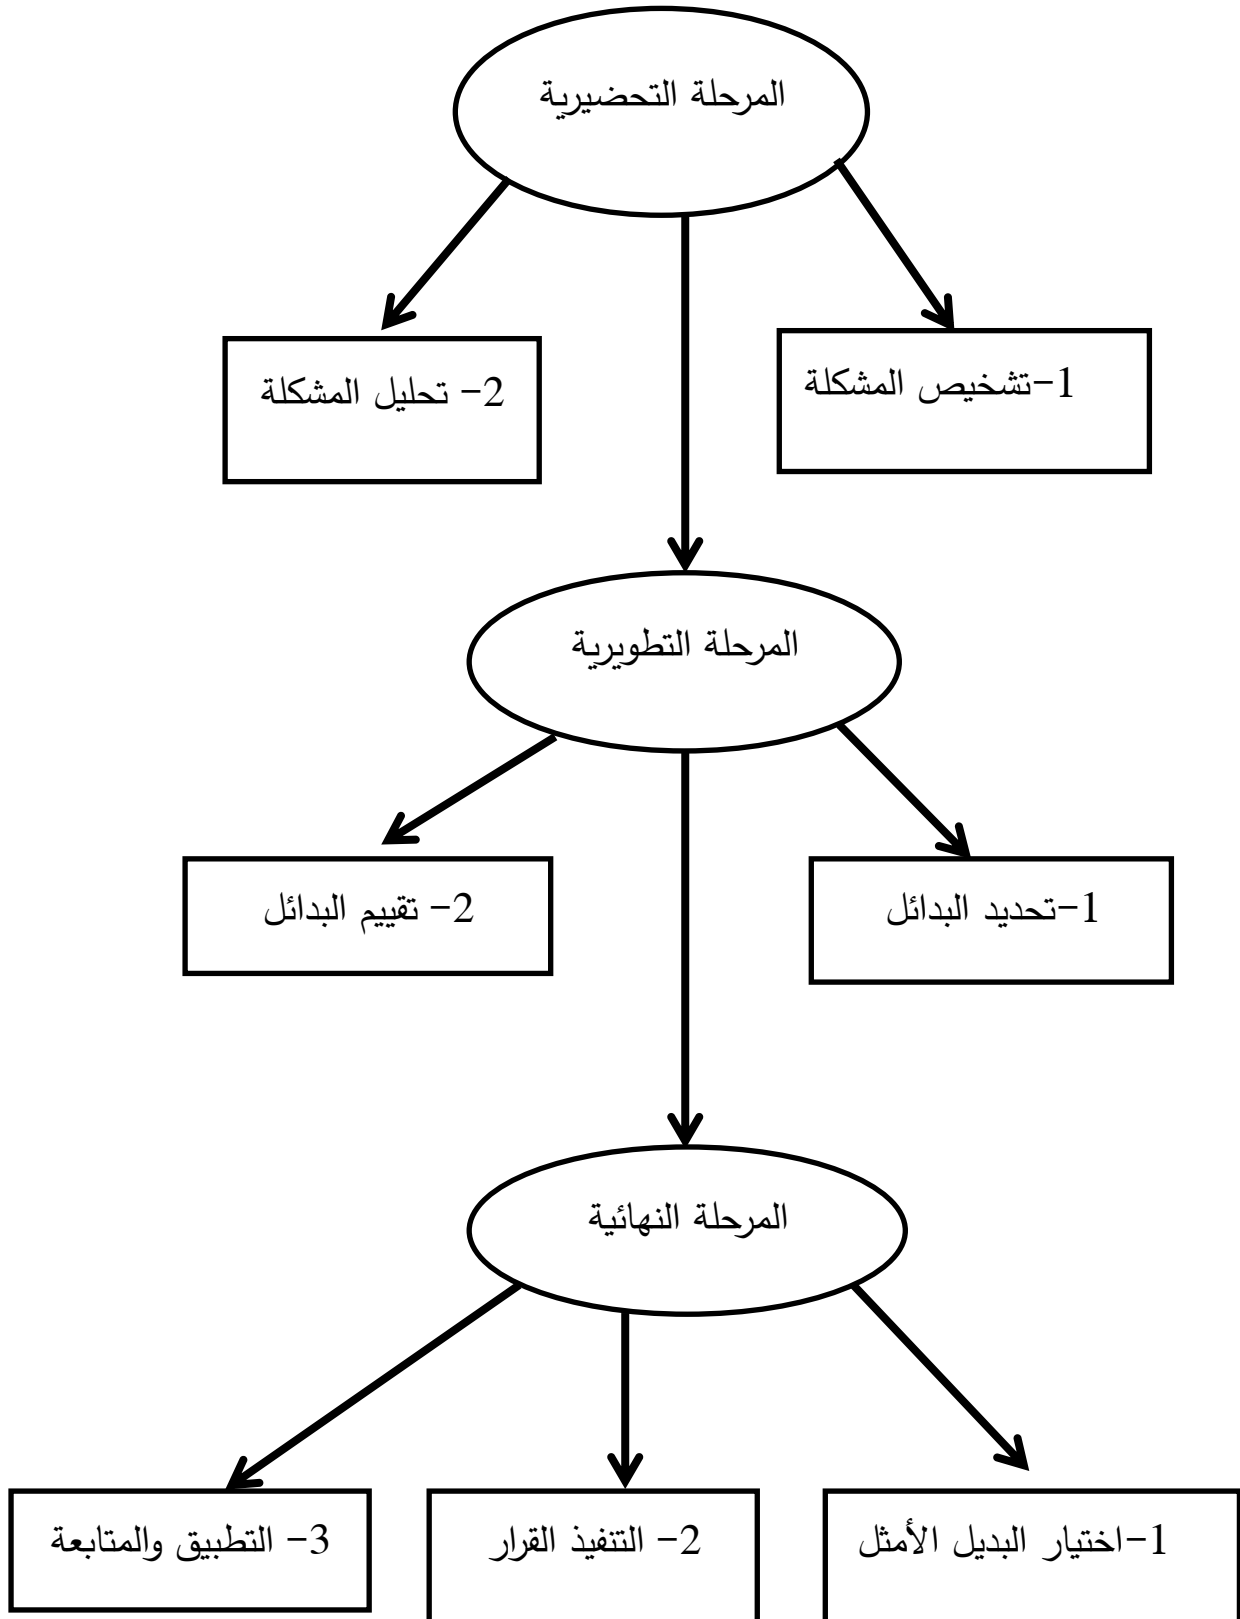 المرحلة التحضيرية
1-تشخيص المشكلة
2- تحليل المشكلة
المرحلة التطويرية
1-تحديد البدائل
2- تقييم البدائل
المرحلة النهائية
1-اختيار البديل الأمثل
2- التنفيذ القرار
3- التطبيق والمتابعة